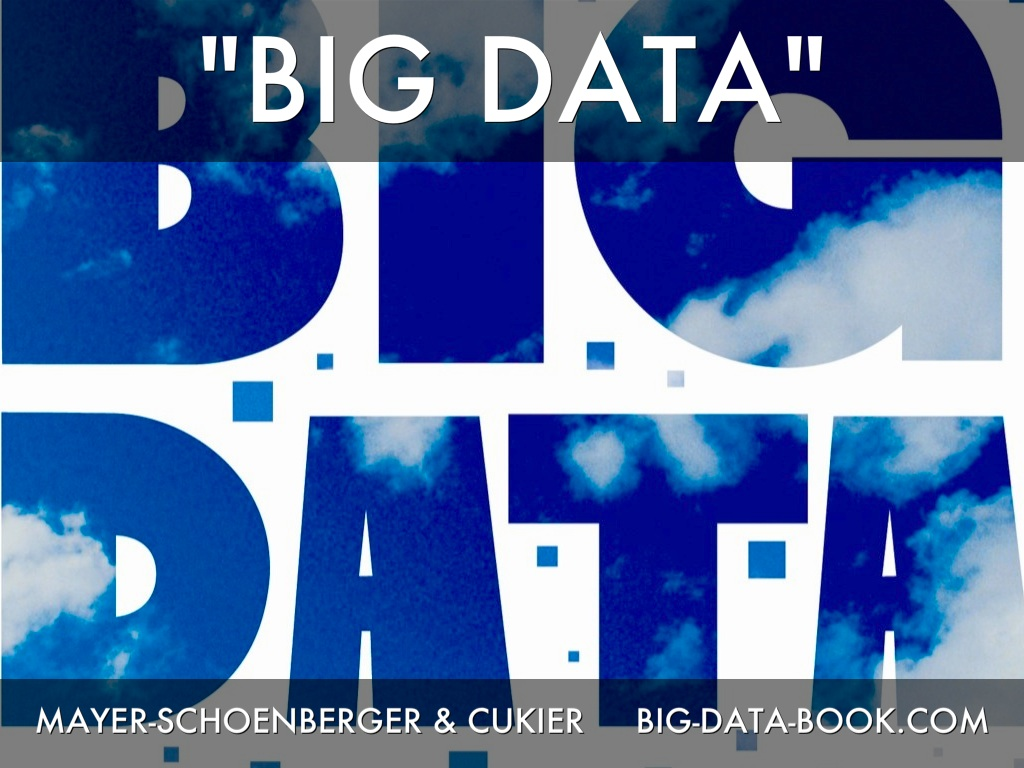 "BIG DATA"
BIG
DATA
MAYER-SCHOENBERGER & CUKIER BIG-DATA-BOOK.COM